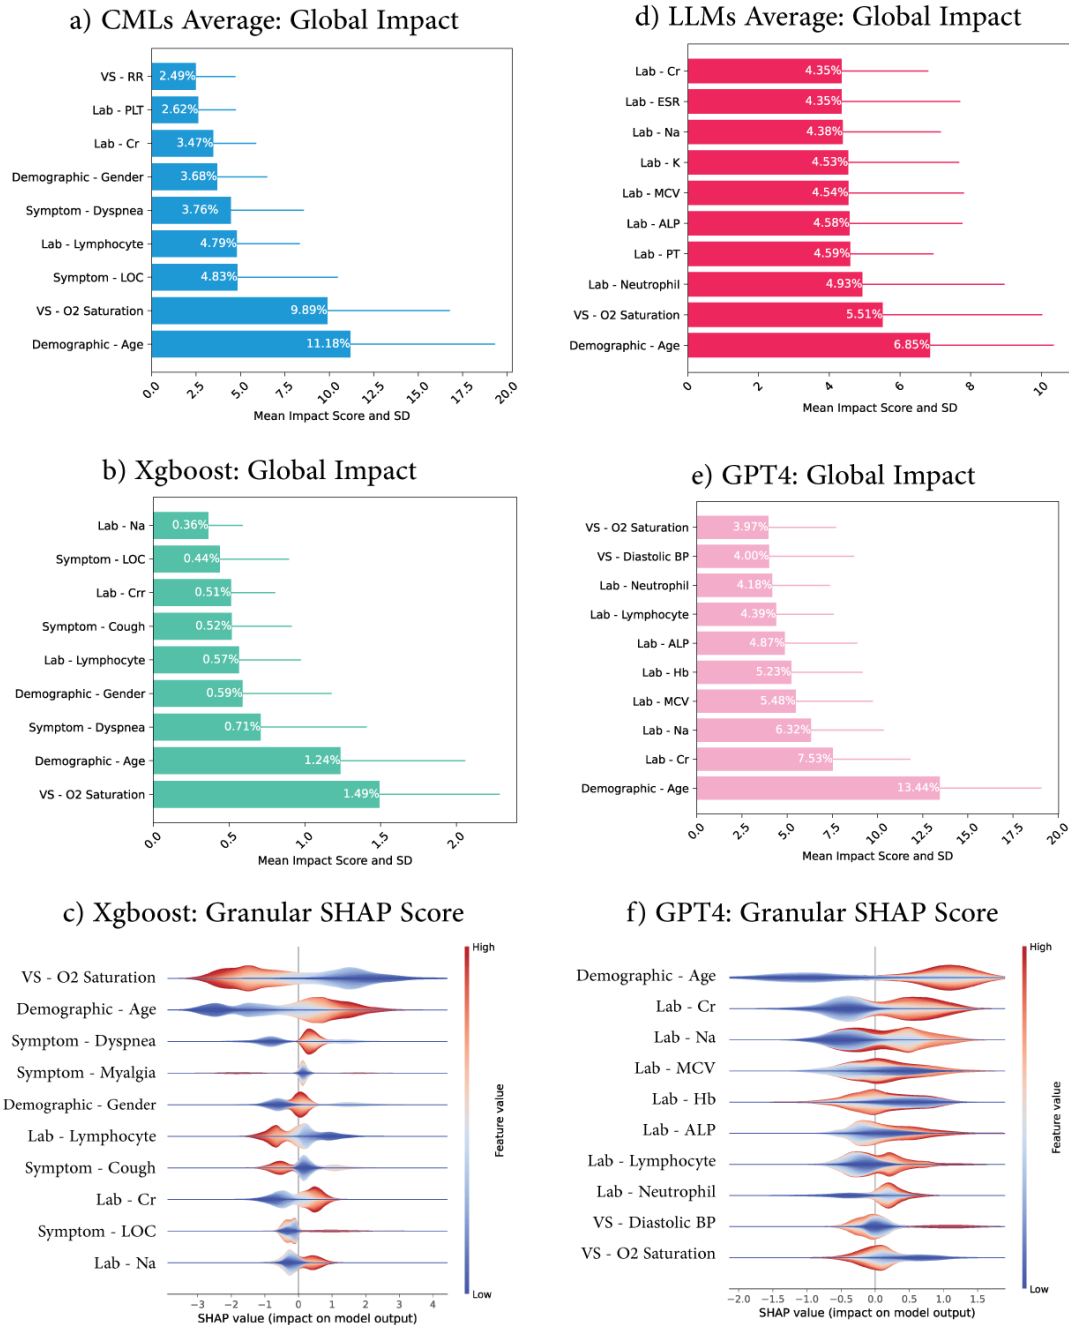 a) CMLs Average: Global Impact
VS - RR
2.49%
Lab - PLT
2.62%
Lab - Cr
3.47%
Demographic - Gender
3.68%
Symptom - Dyspnea
3.76%
Lab - Lymphocyte
4.79%
Symptom - LOC
4.83%
VS - O2 Saturation
9.89%
Demographic - Age
11.18%
0.0
2.5
5.0
7.5
10.0
12.5
15.0
17.5
20.0
Mean Impact Score and SD
d) LLMs Average: Global Impact
Lab - Cr
4.35%
Lab - ESR
4.35%
Lab - Na
4.38%
Lab - K
4.53%
Lab - MCV
4.54%
Lab - ALP
4.58%
Lab - PT
4.59%
Lab - Neutrophil
4.93%
VS - O2 Saturation
5.51%
Demographic - Age
6.85%
0
2
4
6
8
10
Mean Impact Score and SD
b) Xgboost: Global Impact
Lab - Na
0.36%
Symptom - LOC
0.44%
Lab - Crr
0.51%
Symptom - Cough
0.52%
Lab - Lymphocyte
0.57%
Demographic - Gender
0.59%
Symptom - Dyspnea
0.71%
Demographic - Age
1.24%
VS - O2 Saturation
1.49%
0.0
0.5
1.0
1.5
2.0
Mean Impact Score and SD
e) GPT4: Global Impact
VS - O2 Saturation
3.97%
VS - Diastolic BP
4.00%
Lab - Neutrophil
4.18%
Lab - Lymphocyte
4.39%
Lab - ALP
4.87%
Lab - Hb
5.23%
Lab - MCV
5.48%
Lab - Na
6.32%
Lab - Cr
7.53%
Demographic - Age
13.44%
0.0
2.5
5.0
7.5
10.0
12.5
15.0
17.5
20.0
Mean Impact Score and SD
c) Xgboost: Granular SHAP Score
VS - O2 Saturation
Demographic - Age
Symptom - Dyspnea
Symptom - Myalgia
Demographic - Gender
Lab - Lymphocyte
Symptom - Cough
Lab - Cr
Symptom - LOC
Lab - Na
−3
−2
−1
0
1
2
3
4
SHAP value (impact on model output)
High
Feature value
Low
f) GPT4: Granular SHAP Score
Demographic - Age
Lab - Cr
Lab - Na
Lab - MCV
Lab - Hb
Lab - ALP
Lab - Lymphocyte
Lab - Neutrophil
VS - Diastolic BP
VS - O2 Saturation
−2.0
−1.5
−1.0
−0.5
0.0
0.5
1.0
1.5
SHAP value (impact on model output)
High
Feature value
Low